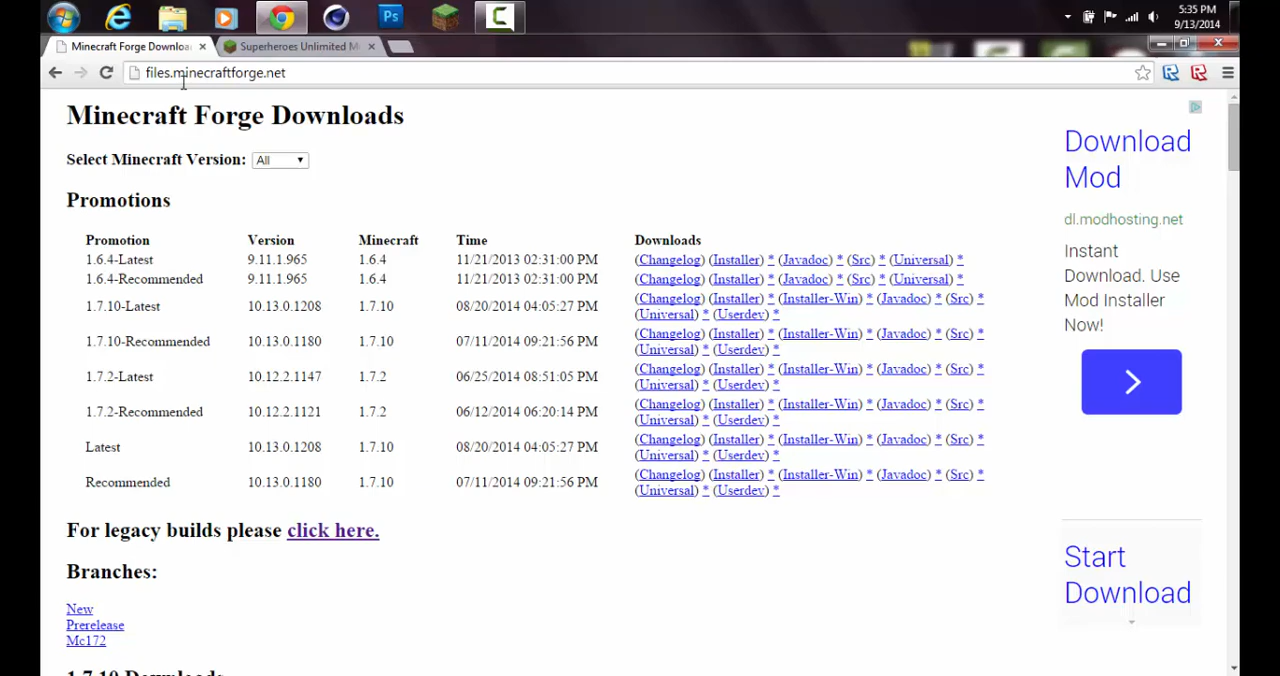 Ps
5:35 PM
9/13/2014
Minecraft Forge Downloa
Superheroes Unlimited M
files.minecraftforge.net
Minecraft Forge Downloads
Select Minecraft Version: All
Promotions
Promotion Version Minecraft Time Downloads
1.6.4-Latest 9.11.1.965 1.6.4 11/21/2013 02:31:00 PM (Changelog) (Installer) * (Javadoc) * (Src) * (Universal) *
1.6.4-Recommended 9.11.1.965 1.6.4 11/21/2013 02:31:00 PM (Changelog) (Installer) * (Javadoc) * (Src) * (Universal) *
1.7.10-Latest 10.13.0.1208 1.7.10 08/20/2014 04:05:27 PM (Changelog) (Installer) * (Installer-Win) * (Javadoc) * (Src) *
(Universal) * (Userdev) *
1.7.10-Recommended 10.13.0.1180 1.7.10 07/11/2014 09:21:56 PM (Changelog) (Installer) * (Installer-Win) * (Javadoc) * (Src) *
(Universal) * (Userdev) *
1.7.2-Latest 10.12.2.1147 1.7.2 06/25/2014 08:51:05 PM (Changelog) (Installer) * (Installer-Win) * (Javadoc) * (Src) *
(Universal) * (Userdev) *
1.7.2-Recommended 10.12.2.1121 1.7.2 06/12/2014 06:20:14 PM (Changelog) (Installer) * (Installer-Win) * (Javadoc) * (Src) *
(Universal) * (Userdev) *
Latest 10.13.0.1208 1.7.10 08/20/2014 04:05:27 PM (Changelog) (Installer) * (Installer-Win) * (Javadoc) * (Src) *
(Universal) * (Userdev) *
Recommended 10.13.0.1180 1.7.10 07/11/2014 09:21:56 PM (Changelog) (Installer) * (Installer-Win) * (Javadoc) * (Src) *
(Universal) * (Userdev) *
For legacy builds please click here.
Branches:
New
Prerelease
Mc172
1.7.10 Downloads
Download
Mod
dl.modhosting.net
Instant
Download. Use
Mod Installer
Now!
Start
Download